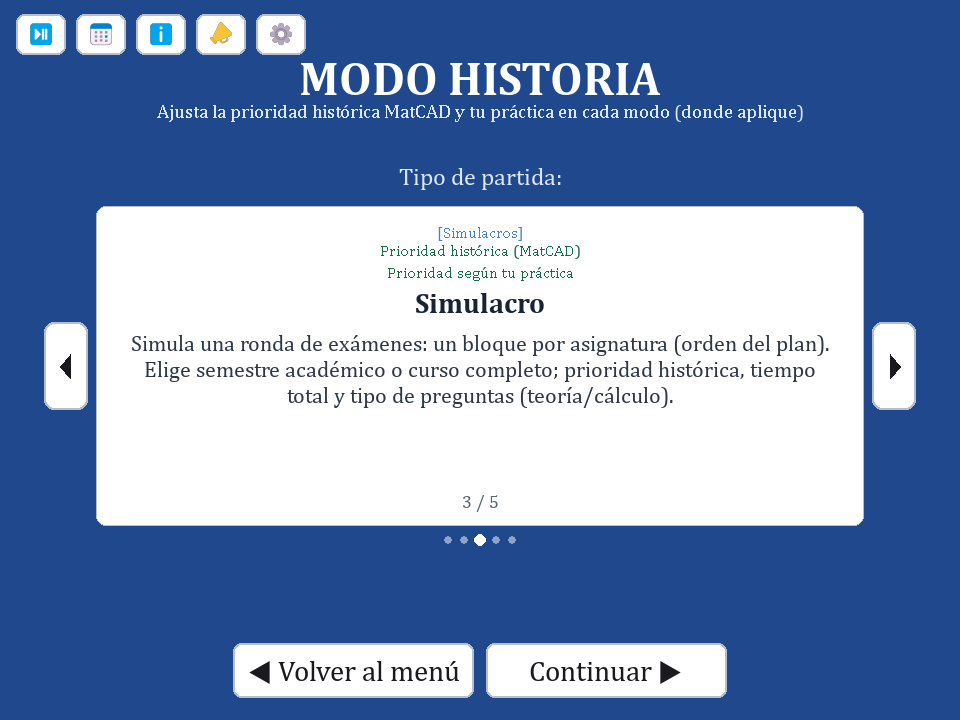 MODO HISTORIA
Ajusta la prioridad histórica MatCAD y tu práctica en cada modo (donde aplique)
Tipo de partida:
[Simulacros]
Prioridad histórica (MatCAD)
Prioridad según tu práctica
Simulacro
Simula una ronda de exámenes: un bloque por asignatura (orden del plan).
Elige semestre académico o curso completo; prioridad histórica, tiempo
total y tipo de preguntas (teoría/cálculo).
3 / 5
◀ Volver al menú
Continuar ▶